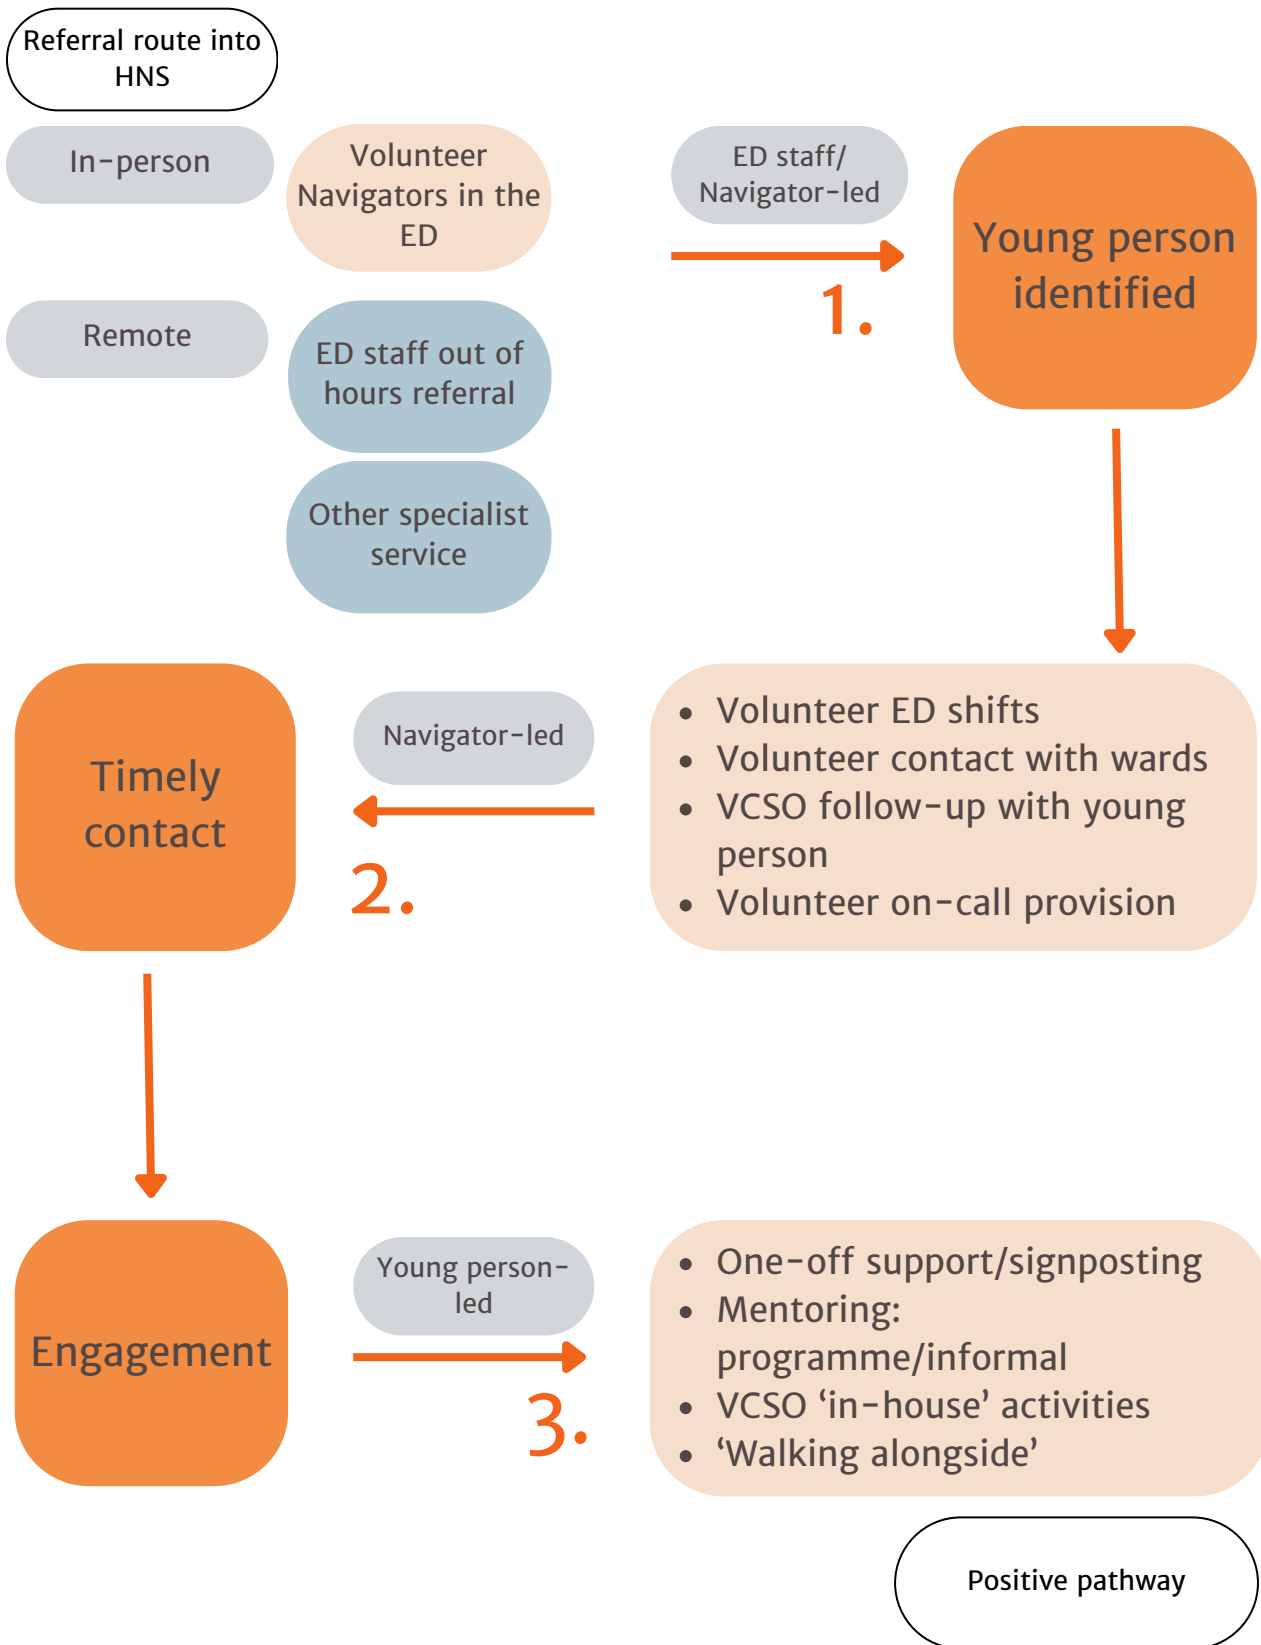 Referral route into
HNS
In-person
Volunteer
Navigators in the
ED
ED staff/
Navigator-led
1.
Young person
identified
Remote
ED staff out of
hours referral
Other specialist
service
Timely
contact
Navigator-led
2.
• Volunteer ED shifts
• Volunteer contact with wards
• VCSO follow-up with young
person
• Volunteer on-call provision
Engagement
Young person-
led
3.
• One-off support/signposting
• Mentoring:
programme/informal
• VCSO ‘in-house’ activities
• ‘Walking alongside’
Positive pathway